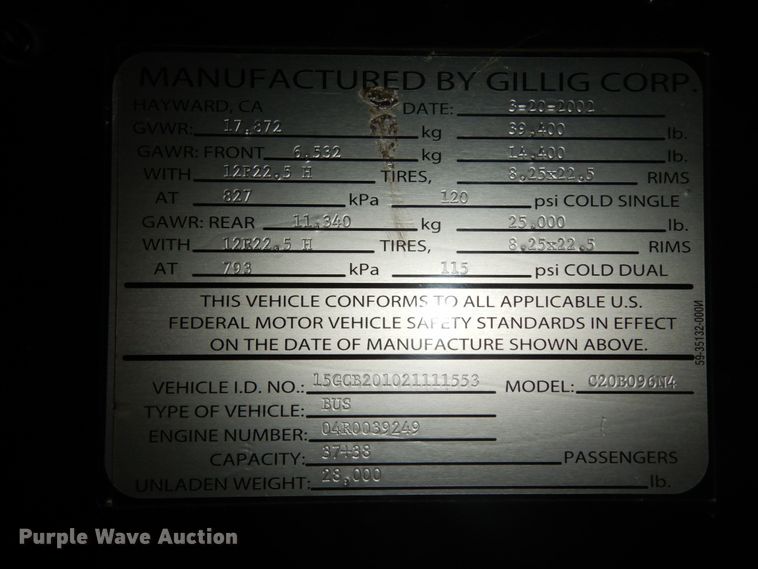 MANUFACTURED BY GILLIG CORP.
HAYWARD, CA DATE: 3-20-2002
GVWR: 17,872 kg 39,400 lb.
GAWR: FRONT 6,532 kg 14,400 lb.
WITH 12R22.5 H TIRES, 8.25x22.5 RIMS
AT 827 kPa 120 psi COLD SINGLE
GAWR: REAR 11,340 kg 25,000 lb.
WITH 12R22.5 H TIRES, 8.25x22.5 RIMS
AT 793 kPa 115 psi COLD DUAL
THIS VEHICLE CONFORMS TO ALL APPLICABLE U.S.
FEDERAL MOTOR VEHICLE SAFETY STANDARDS IN EFFECT
ON THE DATE OF MANUFACTURE SHOWN ABOVE.
59-35132-000N
VEHICLE I.D. NO.: 15GCB201021111553 MODEL: C20B096N4
TYPE OF VEHICLE: BUS
ENGINE NUMBER: 04R0039249
CAPACITY: 37+38 PASSENGERS
UNLADEN WEIGHT: 28,000 lb.
Purple Wave Auction